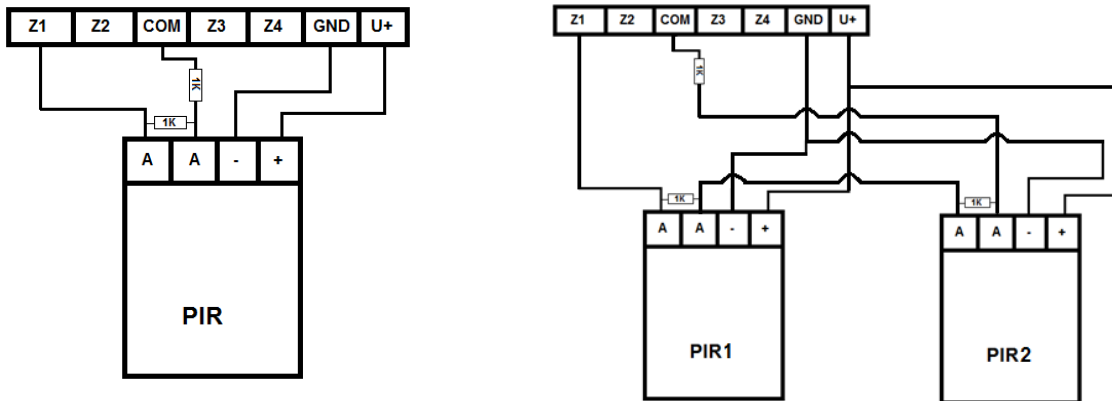 Z1 Z2 COM Z3 Z4 GND U+
1K
1K
A A - +
PIR
Z1 Z2 COM Z3 Z4 GND U+
1K
1K
1K
A A - +
A A - +
PIR1
PIR2